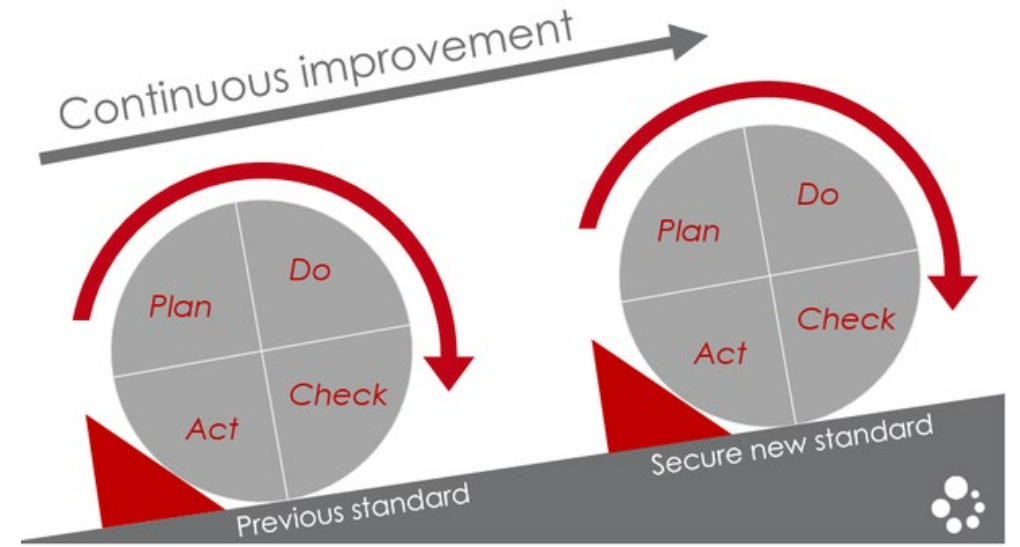 Continuous improvement
Plan
Do
Check
Act
Previous standard
Plan
Do
Check
Act
Secure new standard